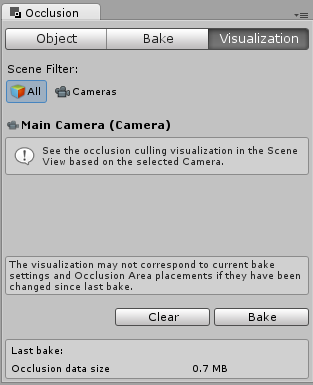 Occlusion
Object Bake Visualization
Scene Filter:
All Cameras
Main Camera (Camera)
See the occlusion culling visualization in the Scene
View based on the selected Camera.
The visualization may not correspond to current bake
settings and Occlusion Area placements if they have been
changed since last bake.
Clear Bake
Last bake:
Occlusion data size 0.7 MB